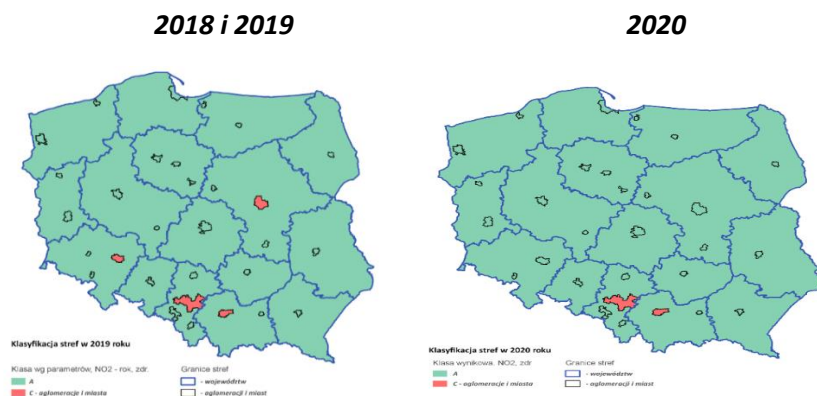 2018 i 2019
2020
Klasyfikacja stref w 2019 roku
Klasa wg parametrów, NO2 - rok, zdr.
A
C - aglomeracje i miasta
Granice stref
- województw
- aglomeracji i miast
Klasyfikacja stref w 2020 roku
Klasa wynikowa. NO2, zdr
A
C - aglomeracje i miasta
Granice stref
- województw
- aglomeracji i miast